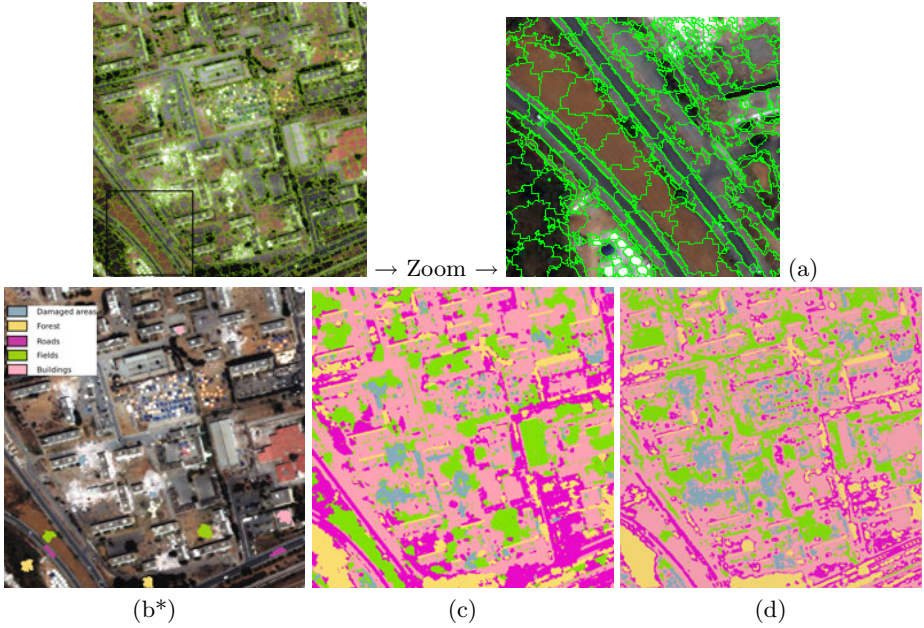 → Zoom →
(a)
Damaged areas
Forest
Roads
Fields
Buildings
(b*)
(c)
(d)